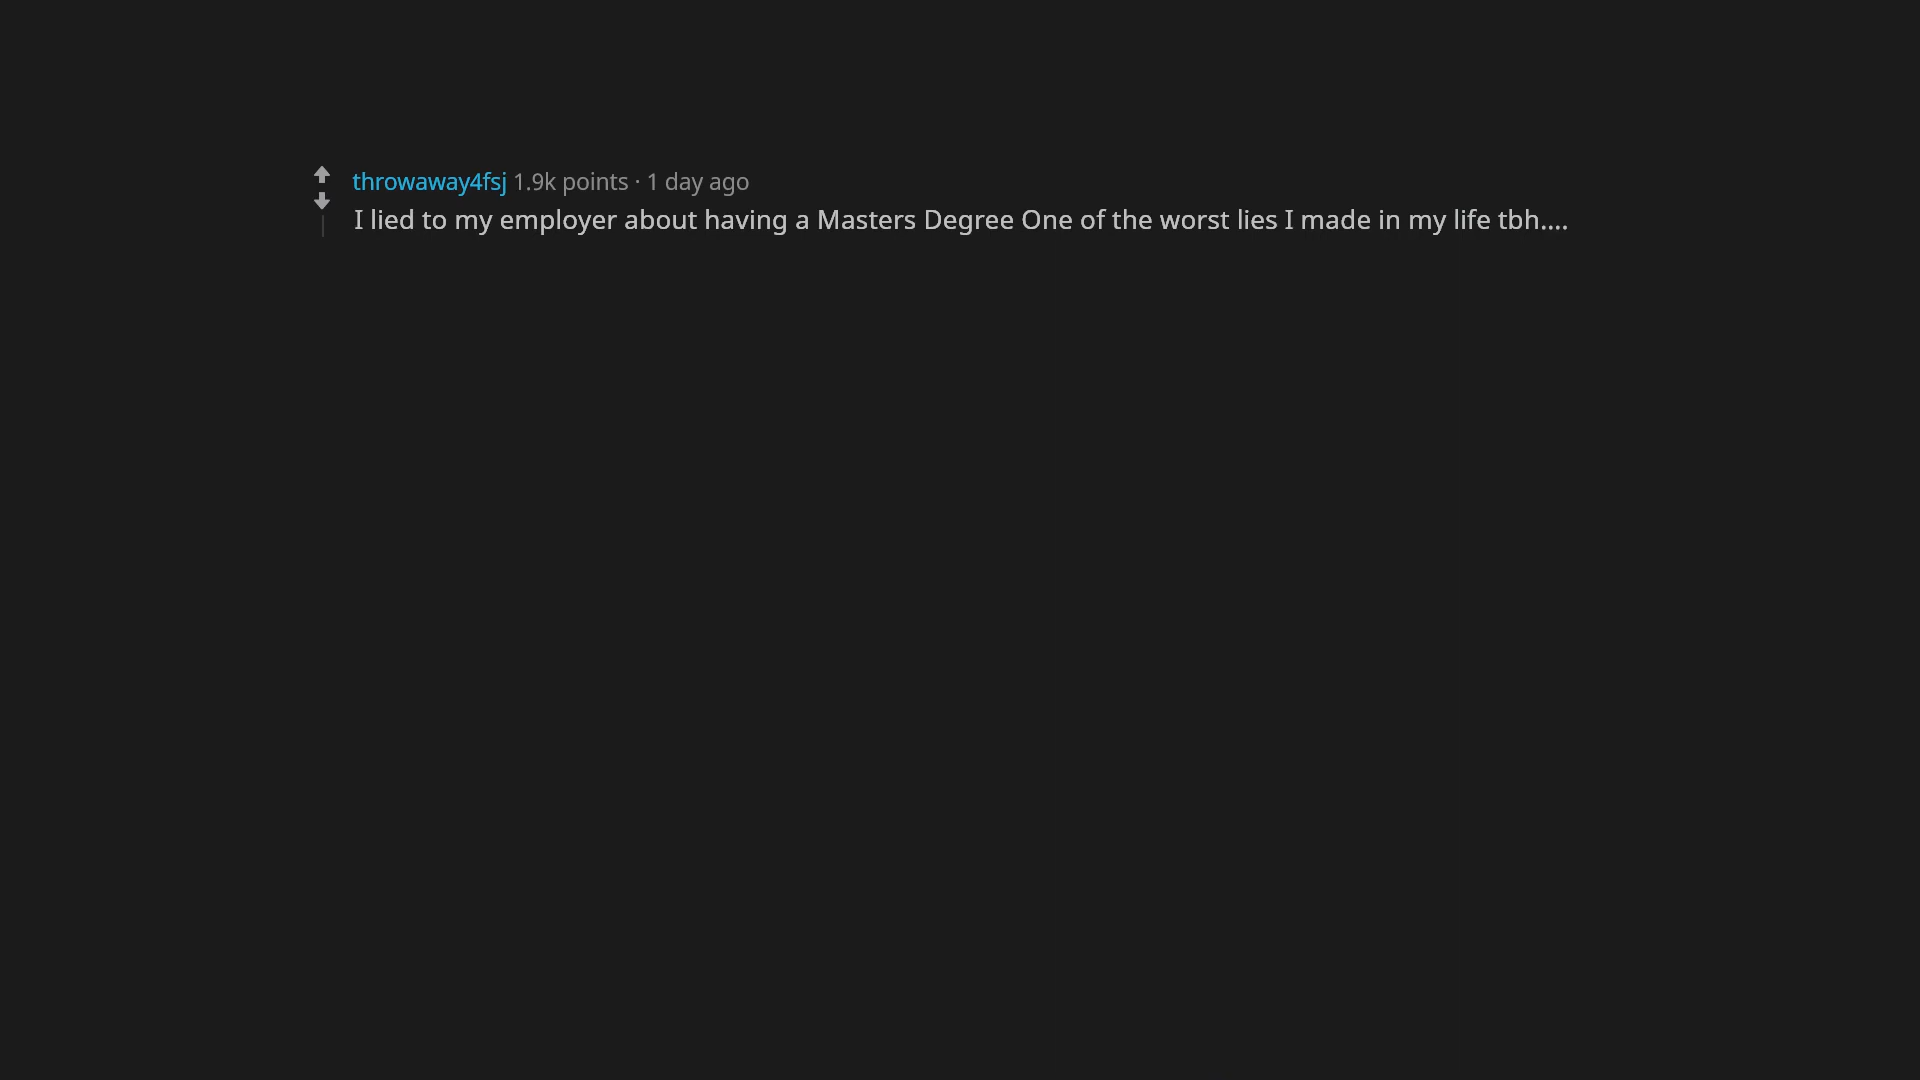 throwaway4fsj 1.9k points · 1 day ago
I lied to my employer about having a Masters Degree One of the worst lies I made in my life tbh....